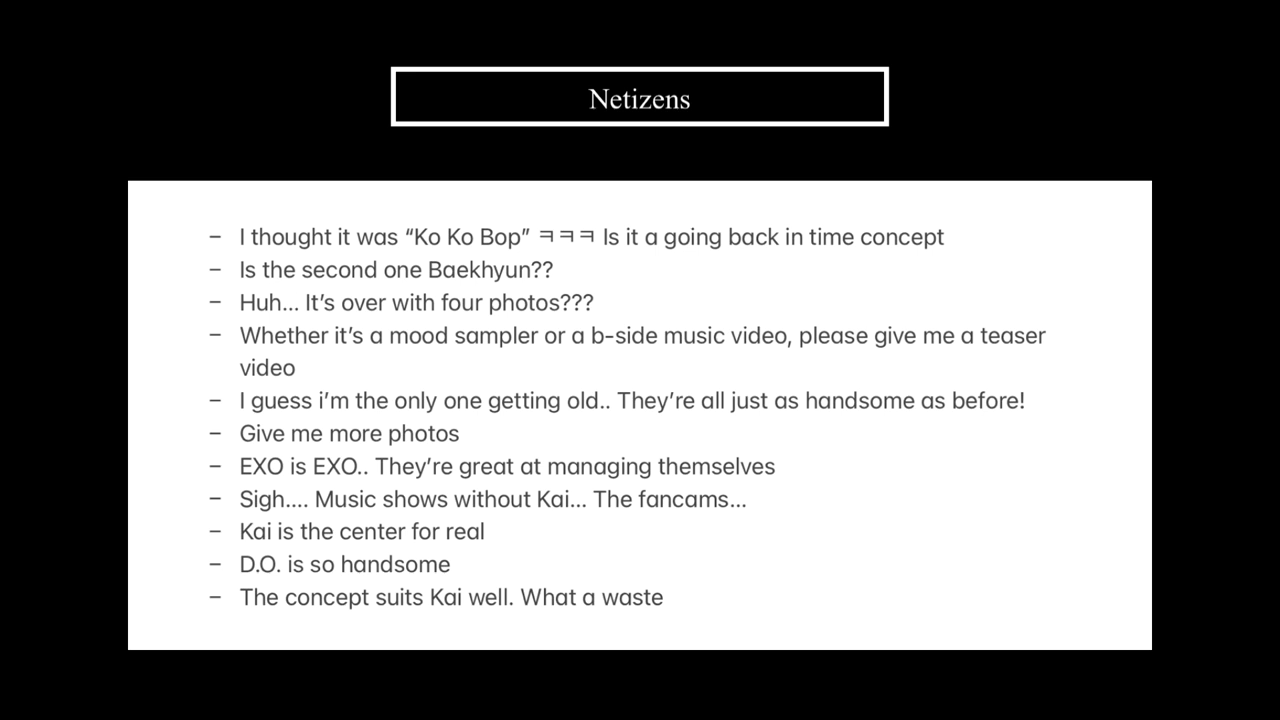 Netizens
– I thought it was “Ko Ko Bop” ㅋㅋㅋ Is it a going back in time concept
– Is the second one Baekhyun??
– Huh... It’s over with four photos???
– Whether it’s a mood sampler or a b-side music video, please give me a teaser
video
– I guess i’m the only one getting old.. They’re all just as handsome as before!
– Give me more photos
– EXO is EXO.. They’re great at managing themselves
– Sigh.... Music shows without Kai... The fancams...
– Kai is the center for real
– D.O. is so handsome
– The concept suits Kai well. What a waste